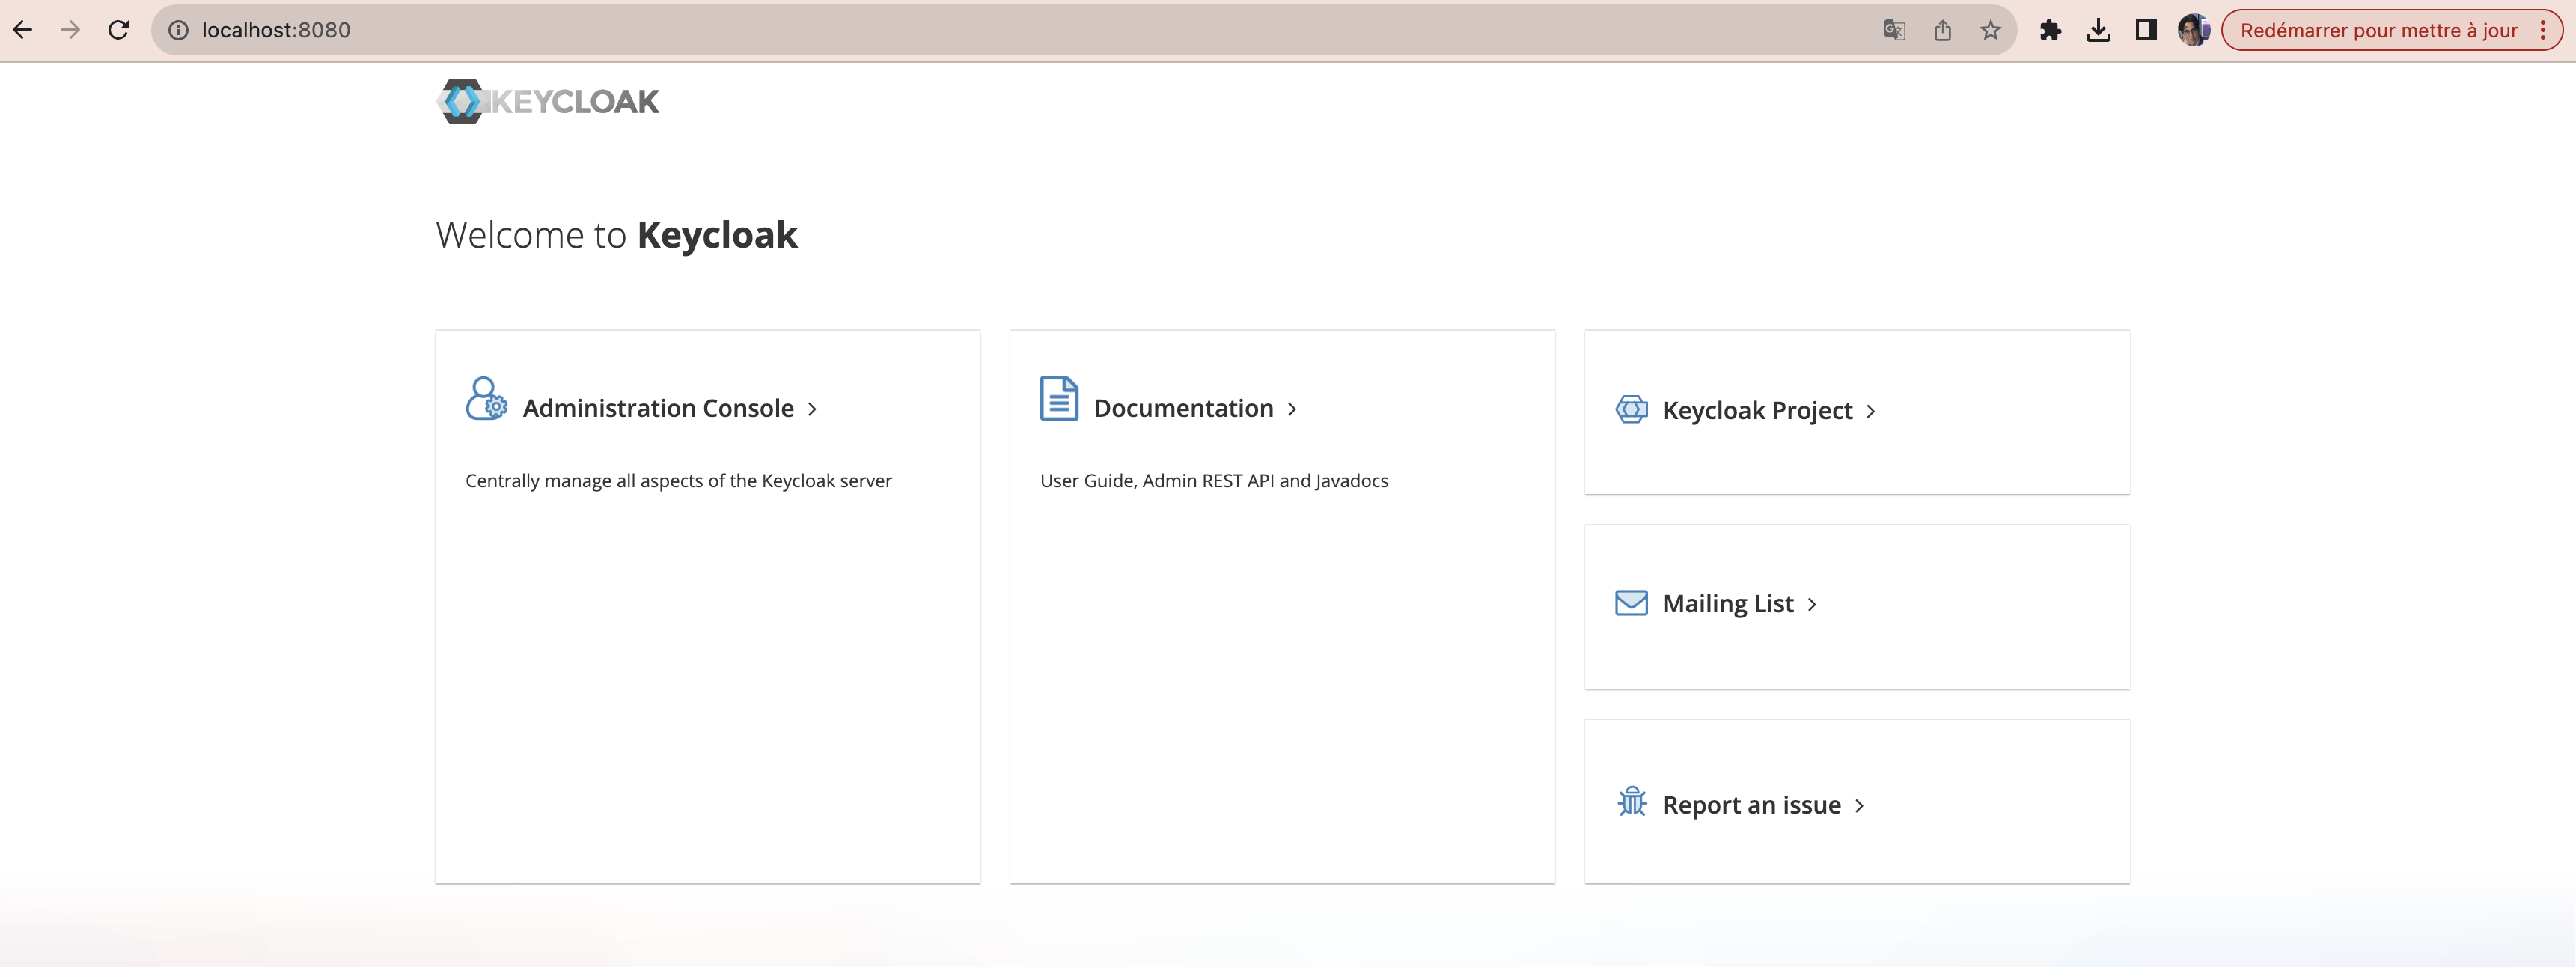 localhost:8080
Redémarrer pour mettre à jour
KEYCLOAK
Welcome to Keycloak
Administration Console
Centrally manage all aspects of the Keycloak server
Documentation
User Guide, Admin REST API and Javadocs
Keycloak Project
Mailing List
Report an issue